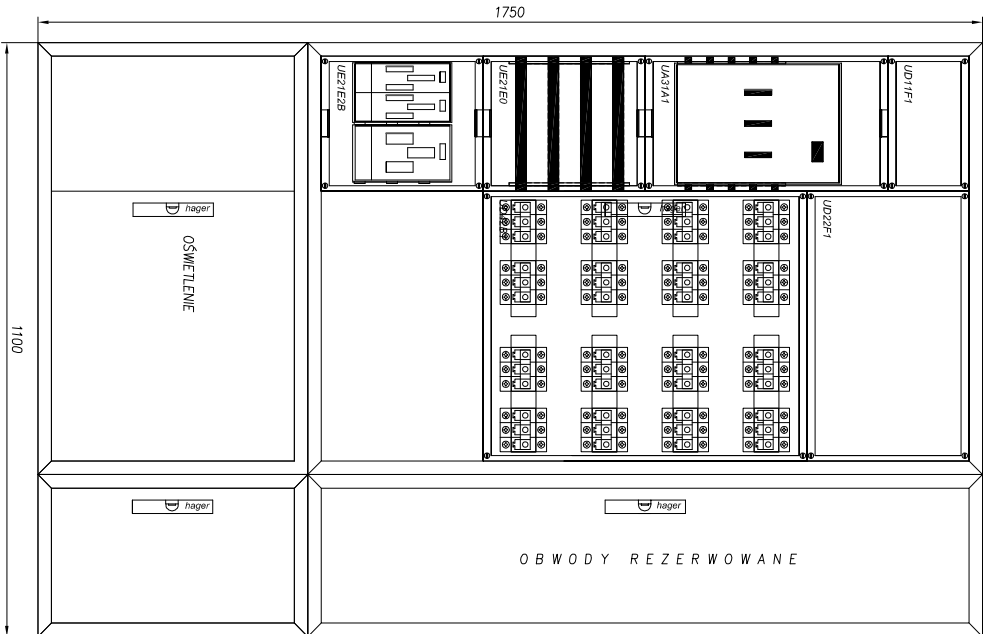 1750
1100
UE21E2B
UE21E0
UA31A1
UD11F1
hager
OŚWIETLENIE
UD22F1
hager
hager
OBWODY REZERWOWANE